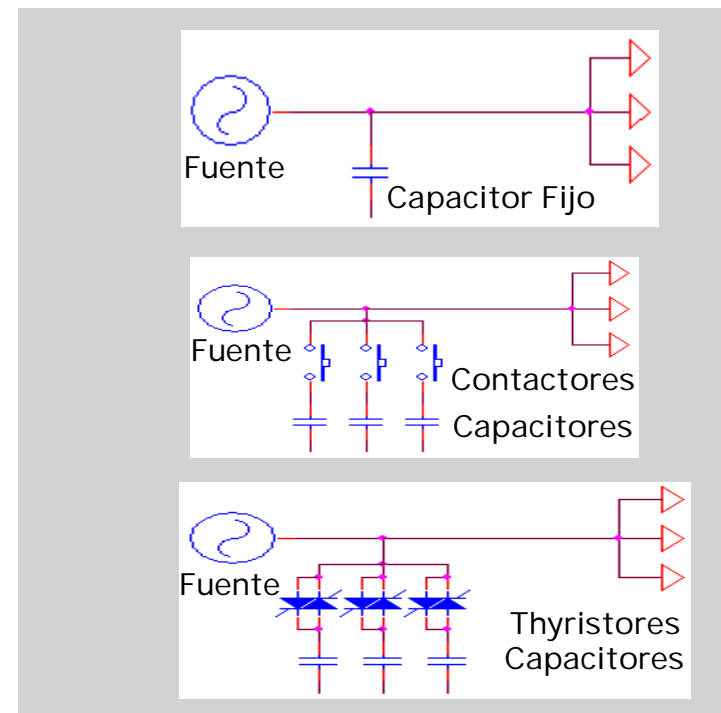 Fuente
Capacitor Fijo
Fuente
Contactores
Capacitores
Fuente
Thyristores
Capacitores